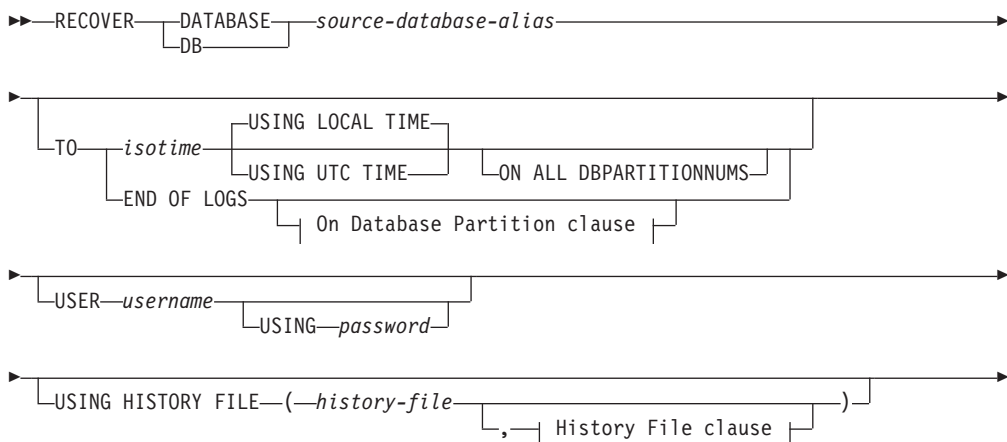 RECOVER DATABASE source-database-alias
DB
USING LOCAL TIME
TO isotime
USING UTC TIME ON ALL DBPARTITIONNUMS
END OF LOGS
On Database Partition clause
USER username
USING password
USING HISTORY FILE ( history-file )
, History File clause